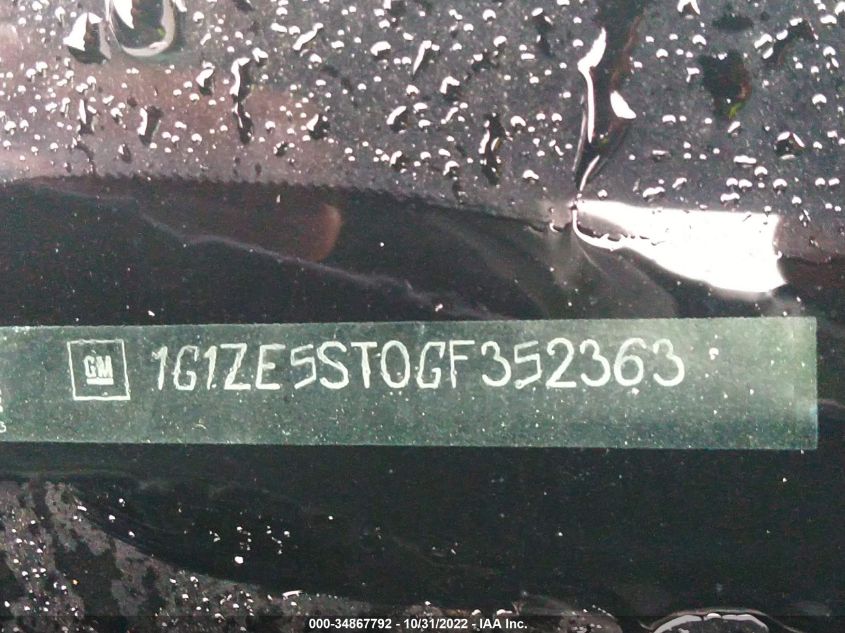 GM 1G1ZE5ST0GF352363
000-34867792 - 10/31/2022 - IAA Inc.